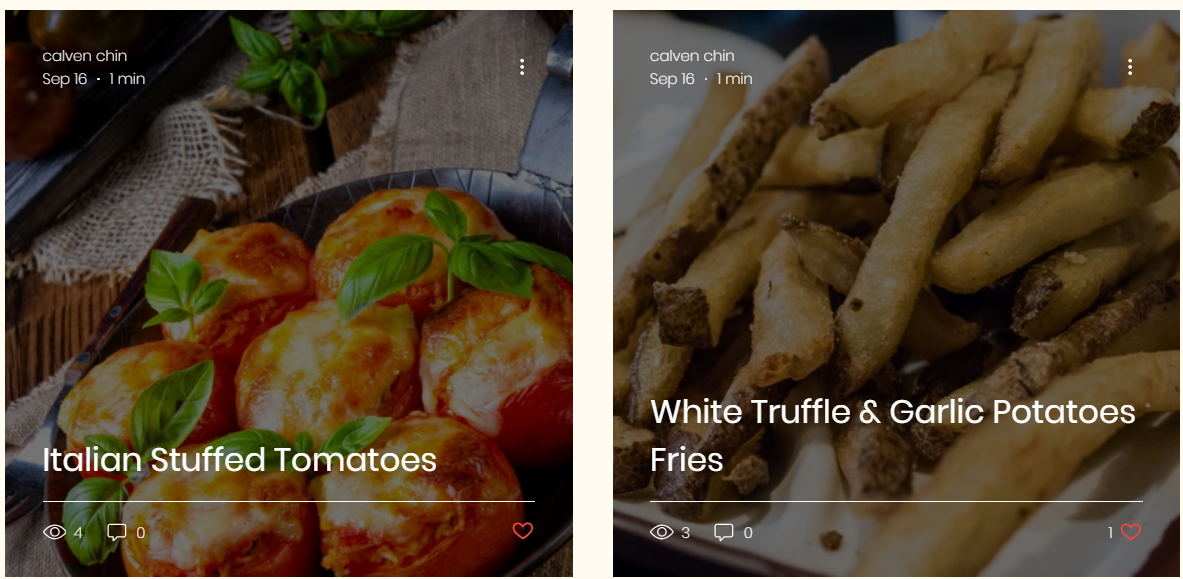 calven chin
Sep 16 · 1 min
Italian Stuffed Tomatoes
4 0
calven chin
Sep 16 · 1 min
White Truffle & Garlic Potatoes
Fries
3 0 1